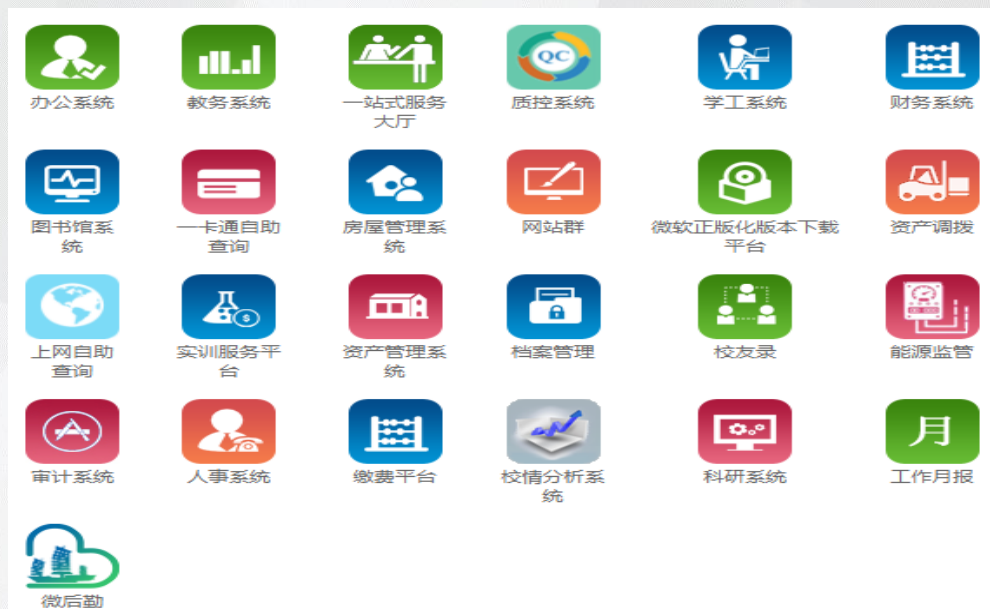 办公系统
教务系统
一站式服务
大厅
QC
质控系统
学工系统
财务系统
图书馆系
统
一卡通自助
查询
房屋管理系
统
网站群
微软正版化版本下载
平台
资产调拨
上网自助
查询
$
实训服务平
台
资产管理系
统
档案管理
校友录
能源监管
审计系统
人事系统
缴费平台
校情分析系
统
科研系统
月
工作月报
微后勤